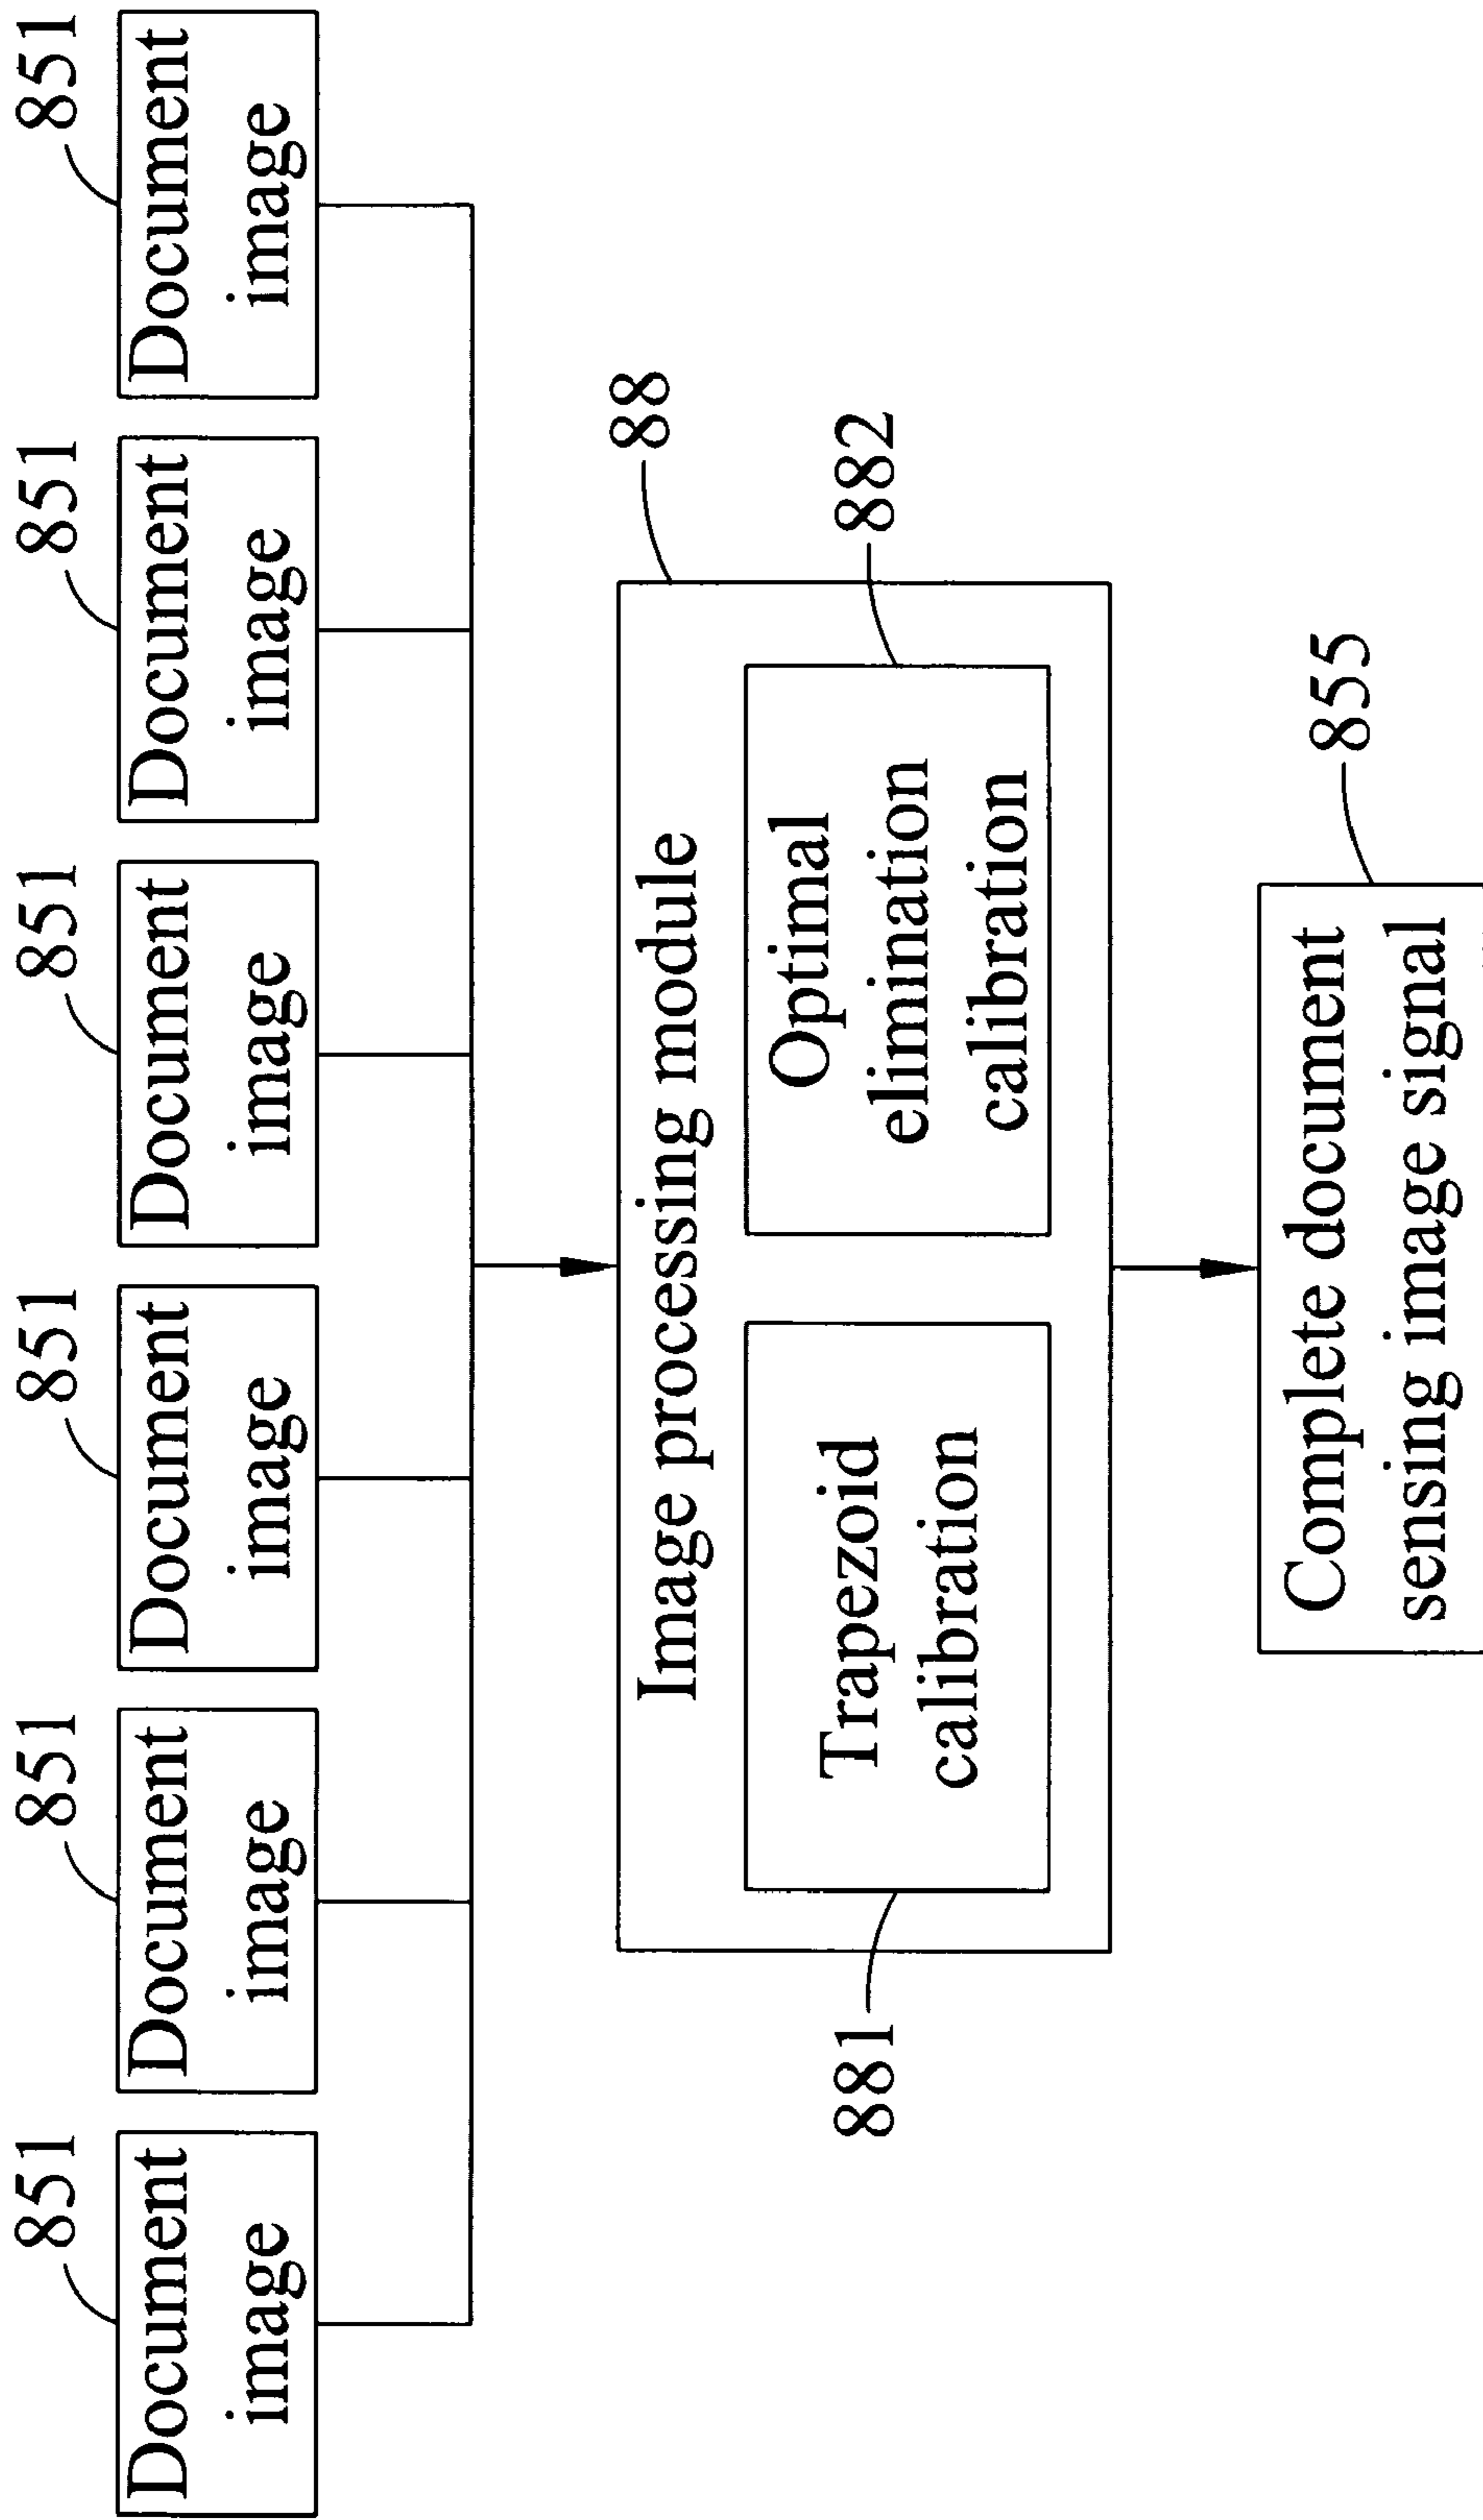 851
851
851
851
851
851
Document
image
Document
image
Document
image
Document
image
Document
image
Document
image
88
Image processing module
881
Trapezoid
calibration
Optimal
elimination
calibration
882
855
Complete document
sensing image signal